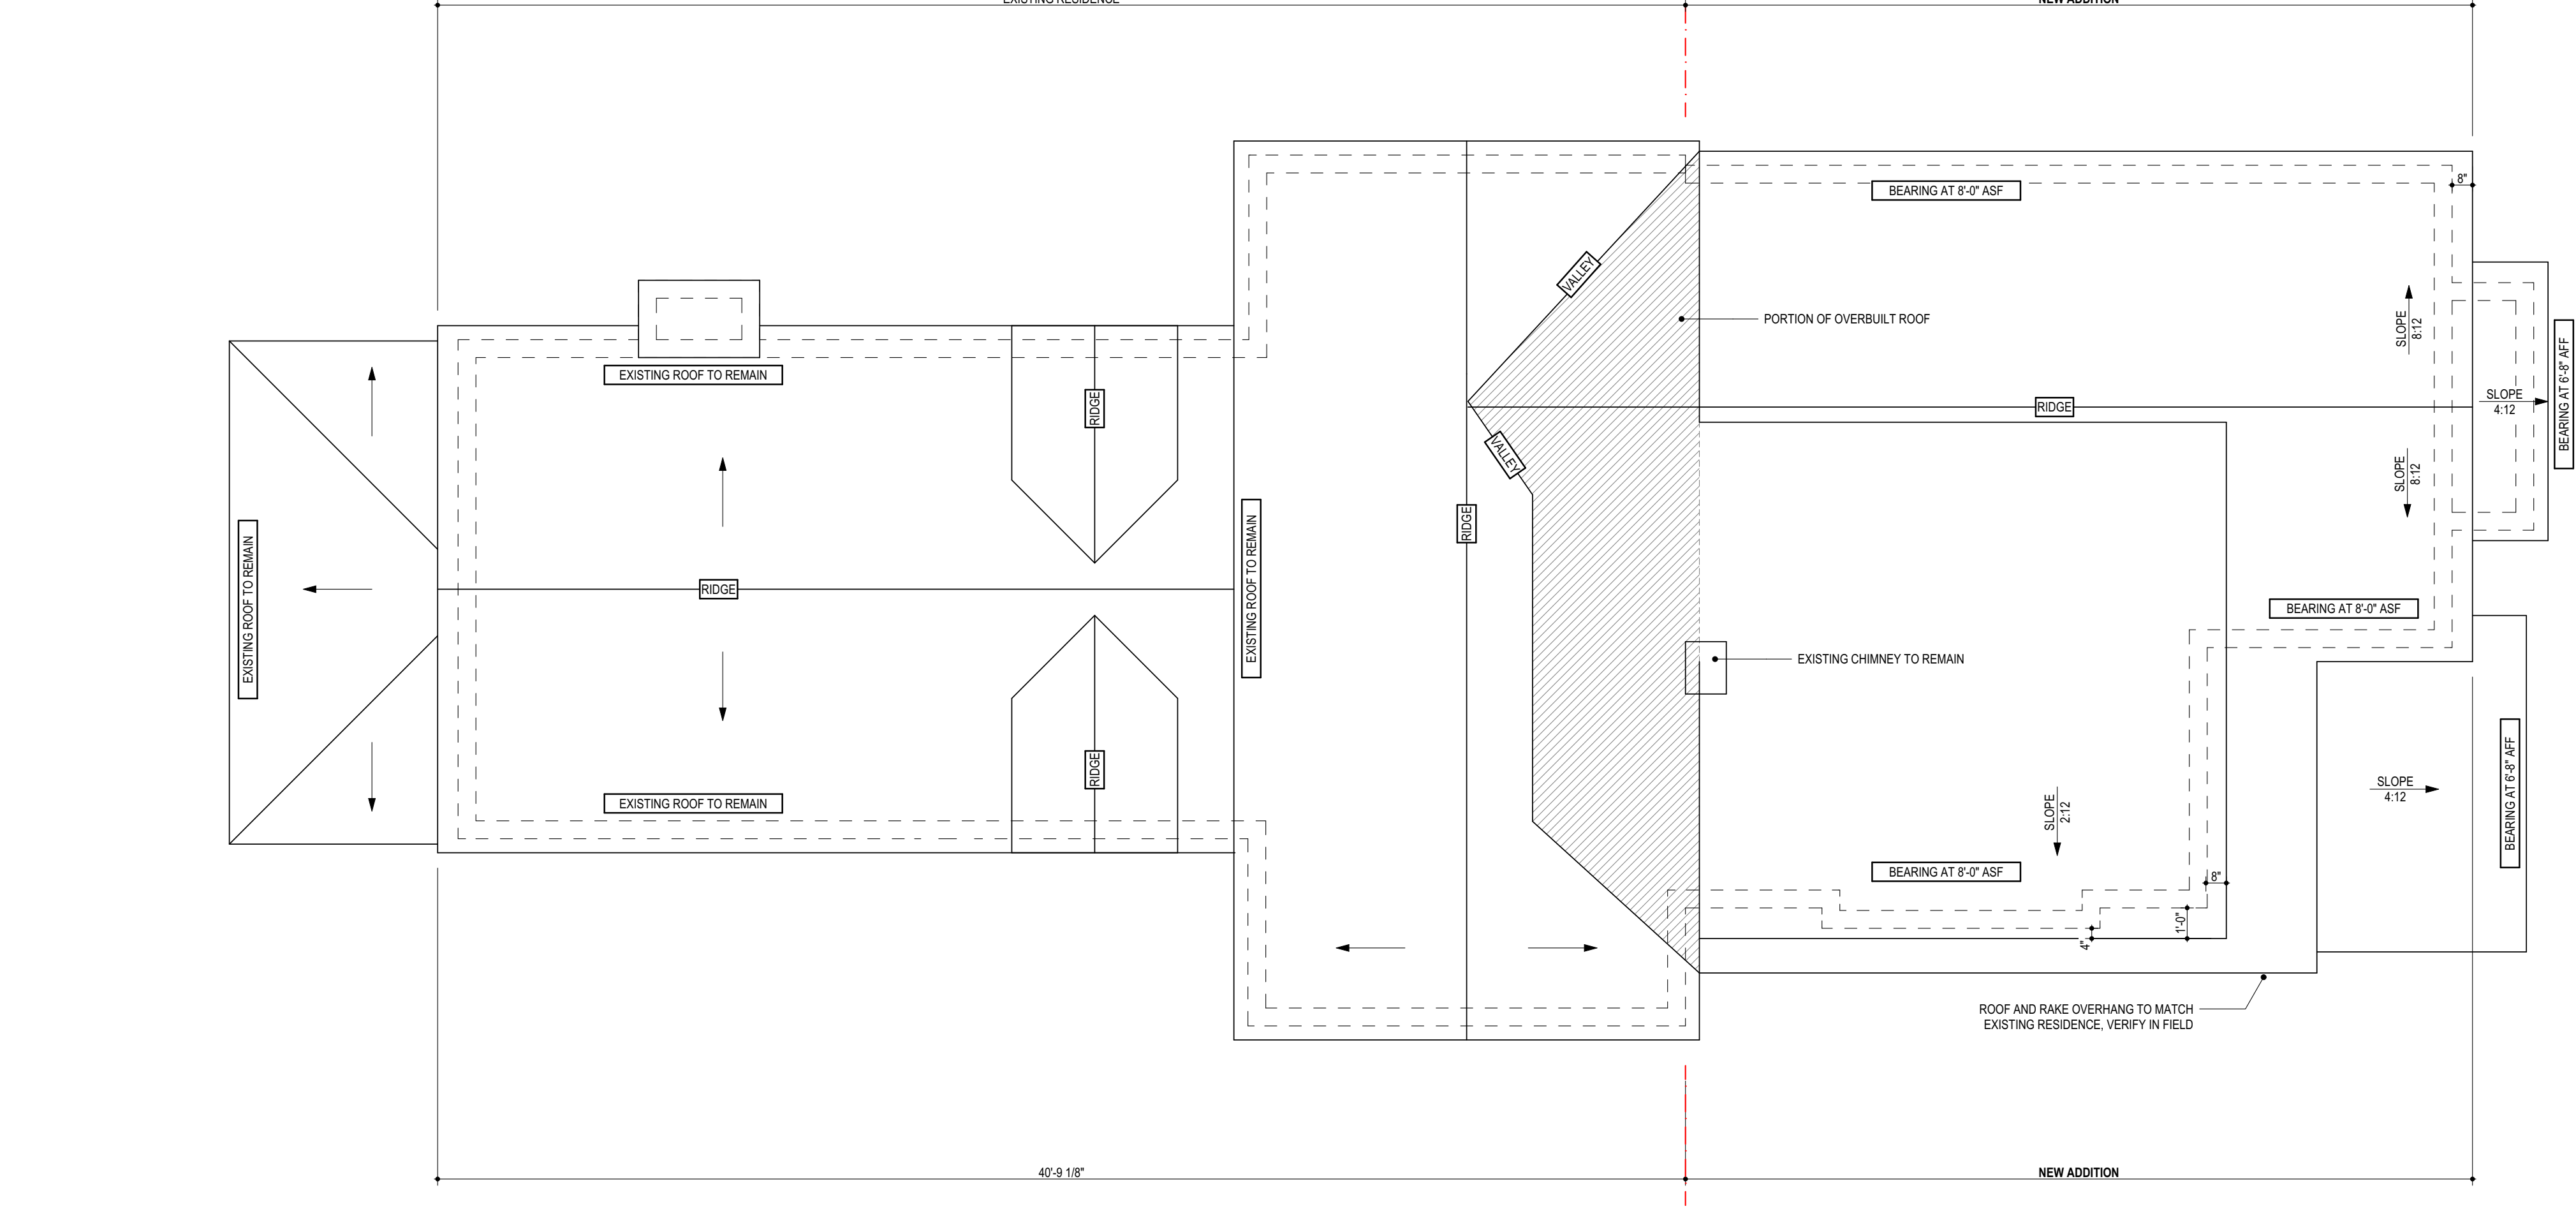 EXISTING RESIDENCE
NEW ADDITION
BEARING AT 8'-0" ASF
8"
VALLEY
PORTION OF OVERBUILT ROOF
SLOPE
8:12
EXISTING ROOF TO REMAIN
RIDGE
RIDGE
SLOPE
4:12
BEARING AT 6'-8" AFF
VALLEY
SLOPE
8:12
RIDGE
EXISTING ROOF TO REMAIN
EXISTING ROOF TO REMAIN
RIDGE
BEARING AT 8'-0" ASF
EXISTING CHIMNEY TO REMAIN
RIDGE
EXISTING ROOF TO REMAIN
SLOPE
2:12
SLOPE
4:12
BEARING AT 6'-8" AFF
BEARING AT 8'-0" ASF
8"
1'-0"
4"
ROOF AND RAKE OVERHANG TO MATCH
EXISTING RESIDENCE, VERIFY IN FIELD
40'-9 1/8"
NEW ADDITION